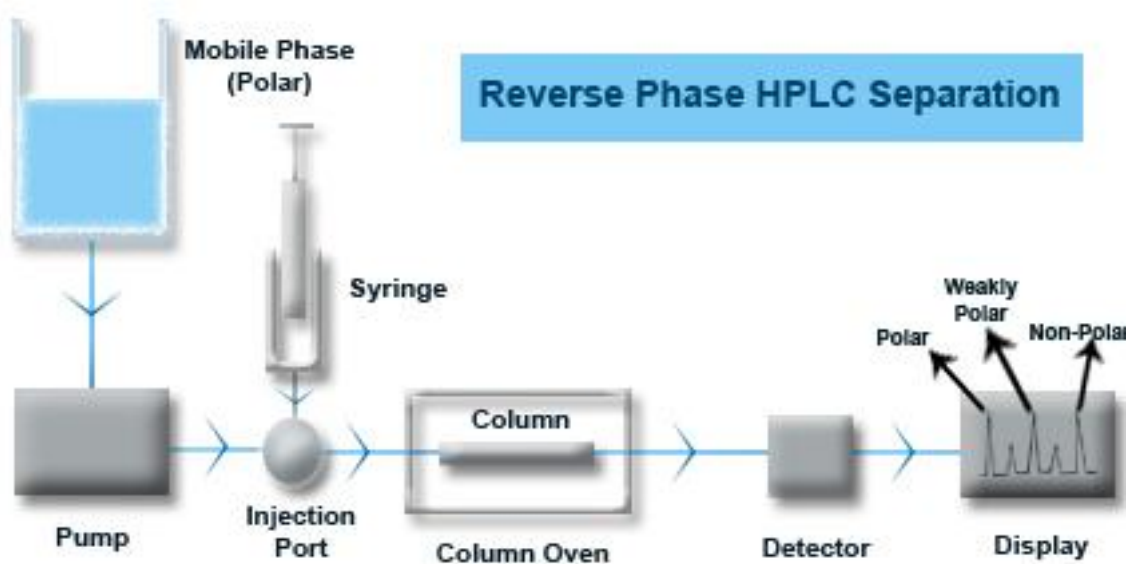 Mobile Phase
(Polar)
Reverse Phase HPLC Separation
Syringe
Weakly
Polar
Polar
Non-Polar
Column
Pump
Injection
Port
Column Oven
Detector
Display